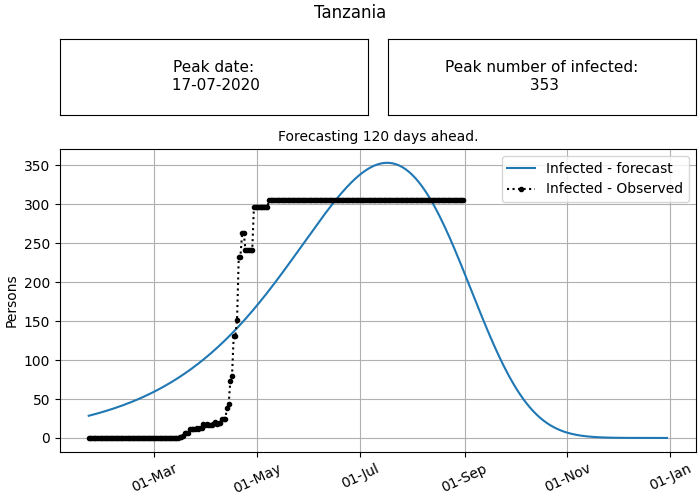 Tanzania
Peak date:
17-07-2020
Peak number of infected:
353
Forecasting 120 days ahead.
Infected - forecast
Infected - Observed
Persons
350
300
250
200
150
100
50
0
01-Mar
01-May
01-Jul
01-Sep
01-Nov
01-Jan